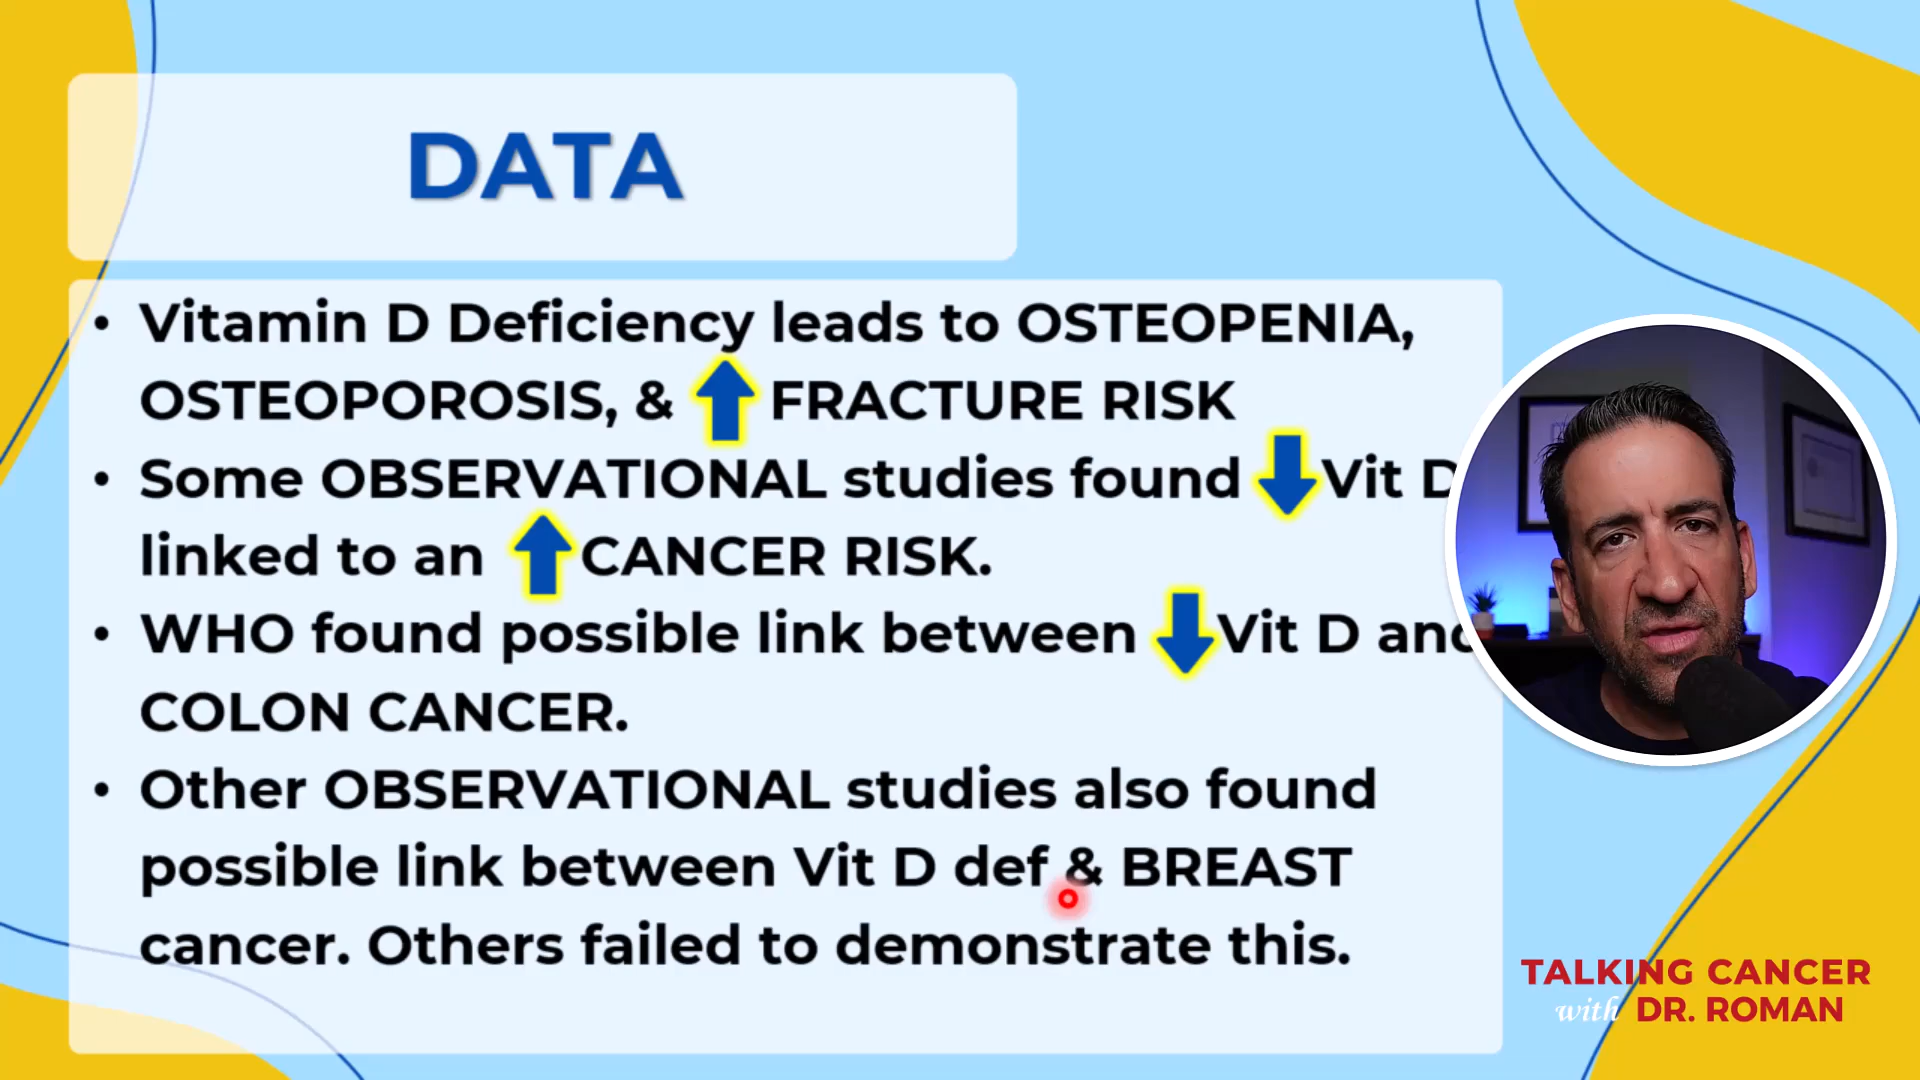 DATA
• Vitamin D Deficiency leads to OSTEOPENIA,
OSTEOPOROSIS, & FRACTURE RISK
• Some OBSERVATIONAL studies found Vit D
linked to an CANCER RISK.
• WHO found possible link between Vit D and
COLON CANCER.
• Other OBSERVATIONAL studies also found
possible link between Vit D def & BREAST
cancer. Others failed to demonstrate this.
TALKING CANCER
with DR. ROMAN